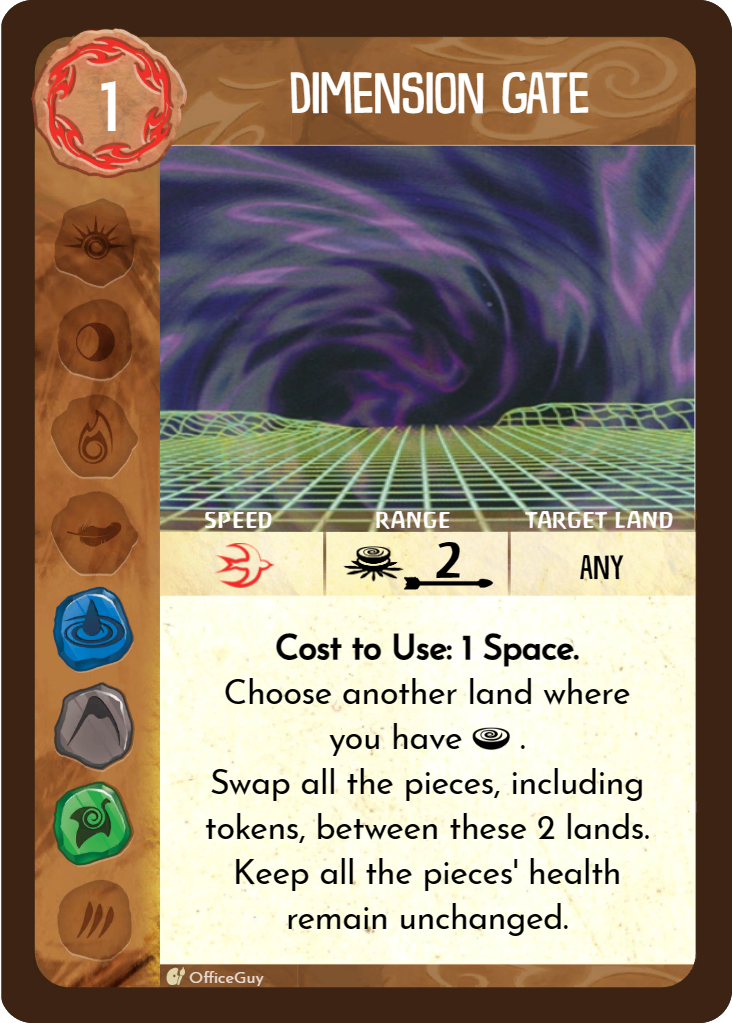 1
DIMENSION GATE
SPEED RANGE TARGET LAND
2 ANY
Cost to Use: 1 Space.
Choose another land where
you have .
Swap all the pieces, including
tokens, between these 2 lands.
Keep all the pieces' health
remain unchanged.
OfficeGuy